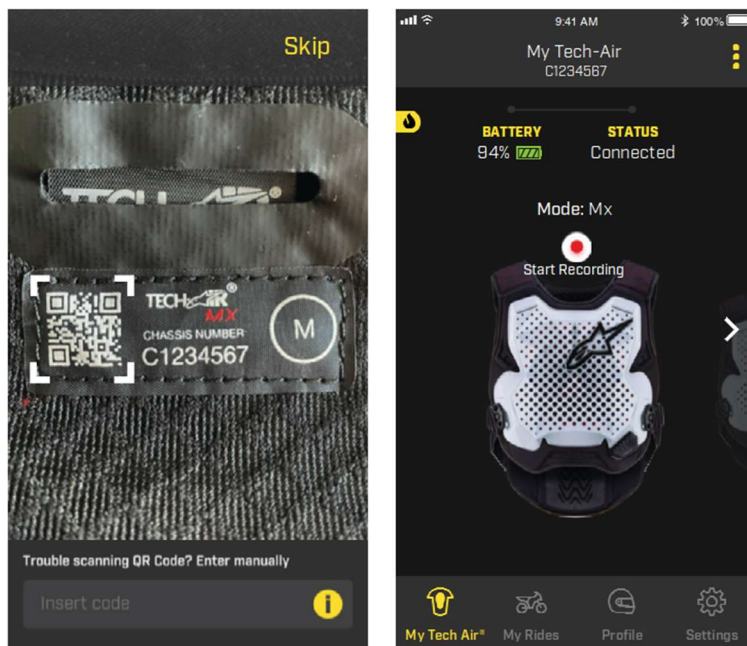 Skip
TECH-AIR®
TECH-AIR®
MX
CHASSIS NUMBER
C1234567
M
Trouble scanning QR Code? Enter manually
Insert code
i
9:41 AM
100%
My Tech-Air
C1234567
BATTERY
STATUS
94%
Connected
Mode: Mx
Start Recording
My Tech Air®
My Rides
Profile
Settings